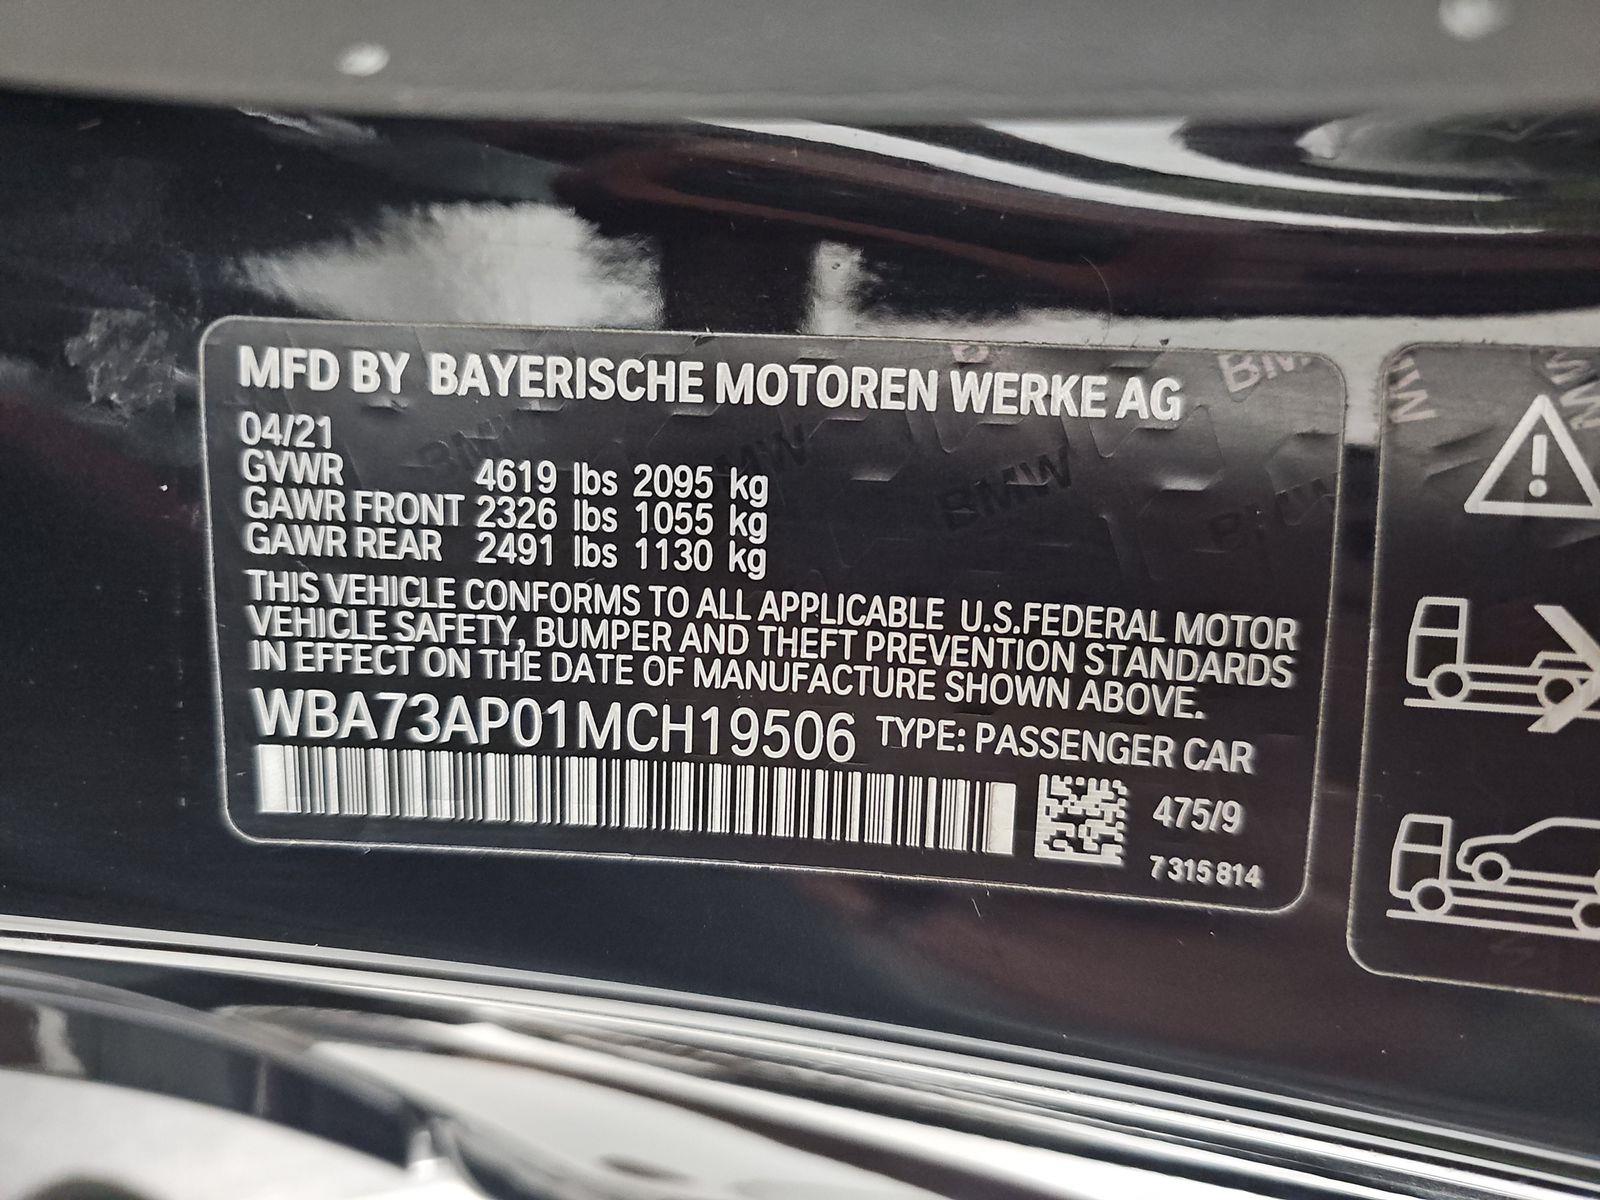 MFD BY BAYERISCHE MOTOREN WERKE AG
04/21
GVWR 4619 lbs 2095 kg
GAWR FRONT 2326 lbs 1055 kg
GAWR REAR 2491 lbs 1130 kg
THIS VEHICLE CONFORMS TO ALL APPLICABLE U.S.FEDERAL MOTOR
VEHICLE SAFETY, BUMPER AND THEFT PREVENTION STANDARDS
IN EFFECT ON THE DATE OF MANUFACTURE SHOWN ABOVE.
WBA73AP01MCH19506 TYPE: PASSENGER CAR
475/9
7 315 814
BMW
BMW